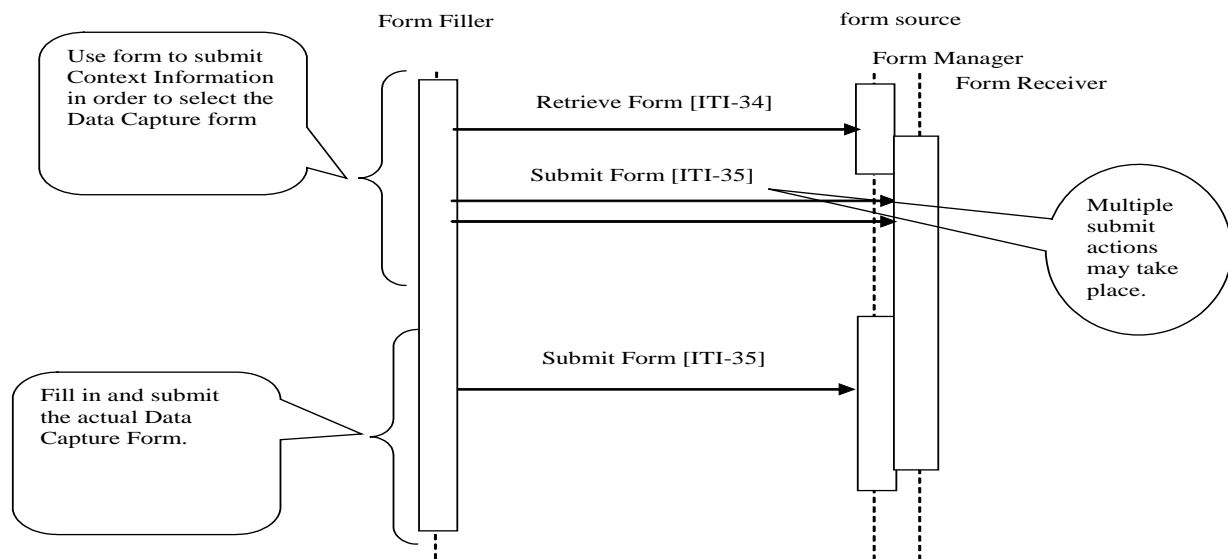 Form Filler
form source
Form Manager
Form Receiver
Use form to submit
Context Information
in order to select the
Data Capture form
Retrieve Form [ITI-34]
Submit Form [ITI-35]
Multiple
submit
actions
may take
place.
Submit Form [ITI-35]
Fill in and submit
the actual Data
Capture Form.